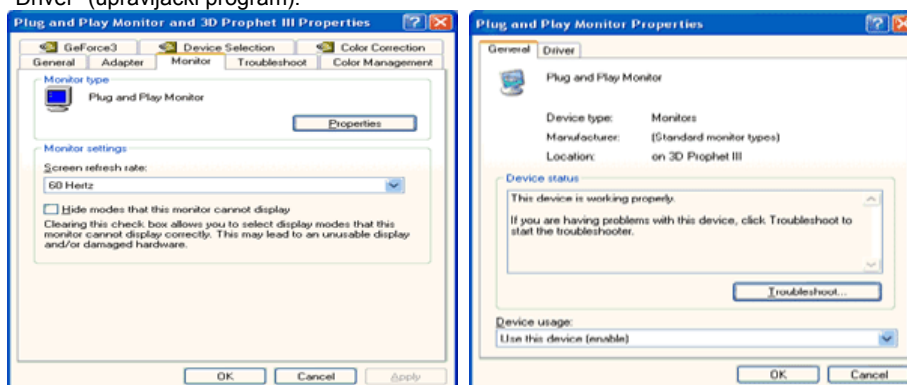 "Driver" (upravljački program).
Plug and Play Monitor and 3D Prophet III Properties
GeForce3 Device Selection Color Correction
General Adapter Monitor Troubleshoot Color Management
Monitor type
Plug and Play Monitor
Properties
Monitor settings
Screen refresh rate:
60 Hertz
Hide modes that this monitor cannot display
Clearing this check box allows you to select display modes that this
monitor cannot display correctly. This may lead to an unusable display
and/or damaged hardware.
OK Cancel Apply
Plug and Play Monitor Properties
General Driver
Plug and Play Monitor
Device type: Monitors
Manufacturer: (Standard monitor types)
Location: on 3D Prophet III
Device status
This device is working properly.
If you are having problems with this device, click Troubleshoot to
start the troubleshooter.
Troubleshoot...
Device usage:
Use this device (enable)
OK Cancel